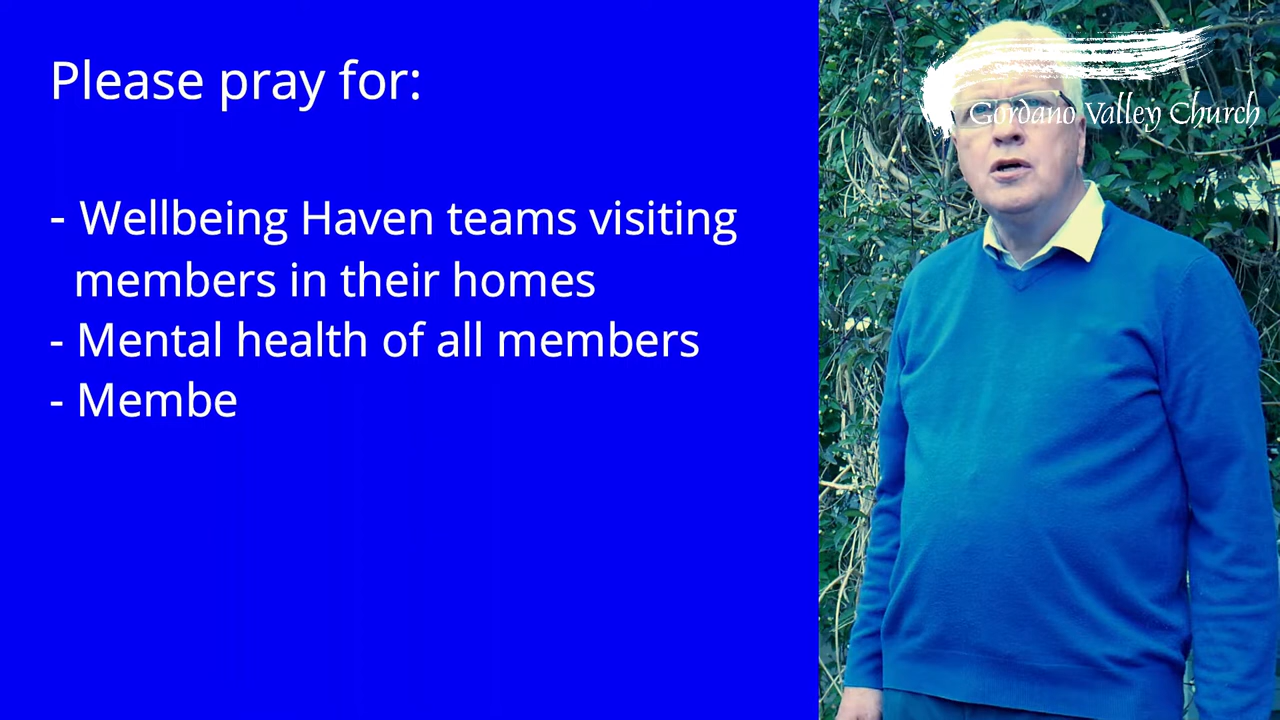 Please pray for:
- Wellbeing Haven teams visiting
members in their homes
- Mental health of all members
- Membe
Gordano Valley Church